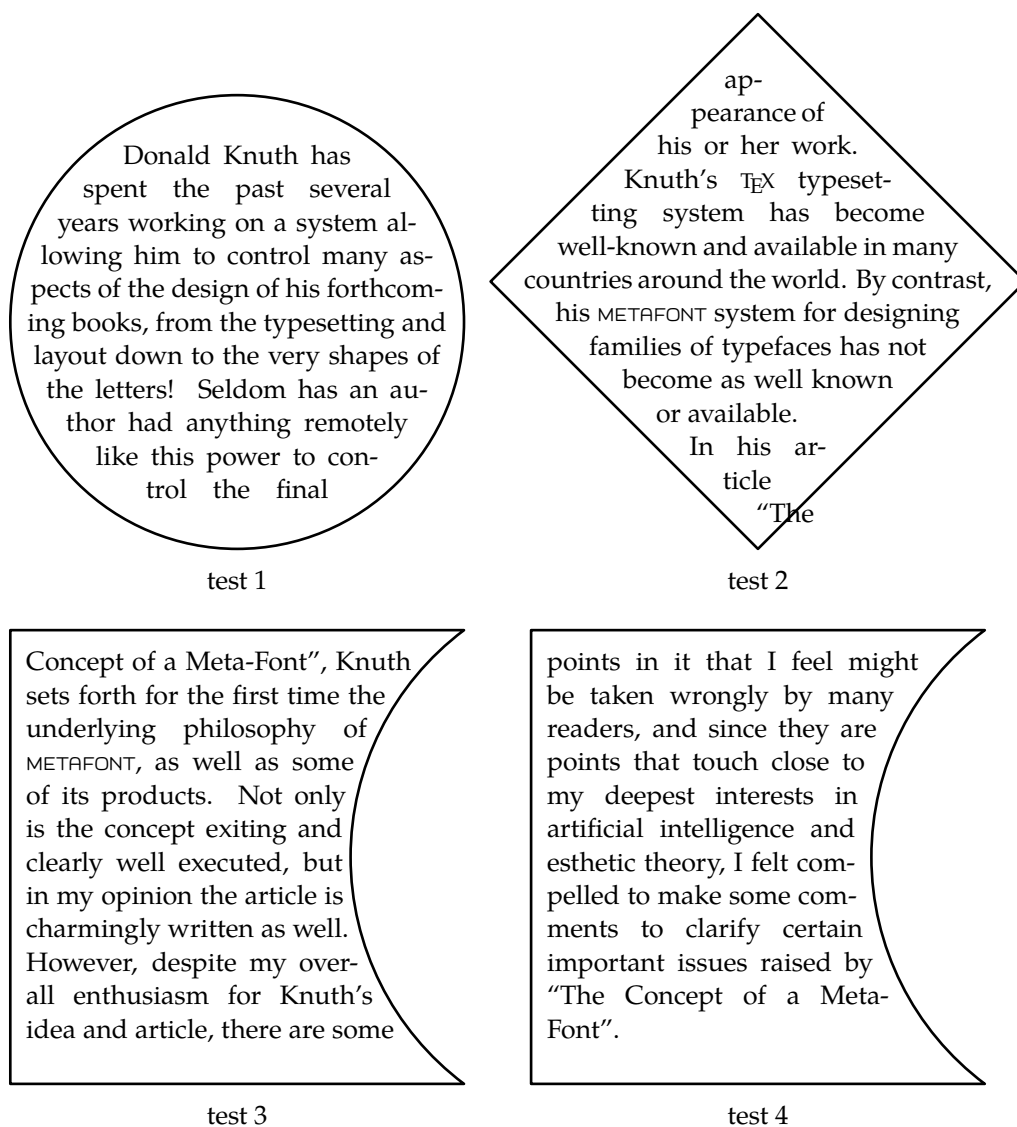 Donald Knuth has
spent the past several
years working on a system al-
lowing him to control many as-
pects of the design of his forthcom-
ing books, from the typesetting and
layout down to the very shapes of
the letters! Seldom has an au-
thor had anything remotely
like this power to con-
trol the final
test 1
ap-
pearance of
his or her work.
Knuth's TEX typeset-
ting system has become
well-known and available in many
countries around the world. By contrast,
his METAFONT system for designing
families of typefaces has not
become as well known
or available.
In his ar-
ticle
“The
test 2
Concept of a Meta-Font”, Knuth
sets forth for the first time the
underlying philosophy of
METAFONT, as well as some
of its products. Not only
is the concept exiting and
clearly well executed, but
in my opinion the article is
charmingly written as well.
However, despite my over-
all enthusiasm for Knuth's
idea and article, there are some
test 3
points in it that I feel might
be taken wrongly by many
readers, and since they are
points that touch close to
my deepest interests in
artificial intelligence and
esthetic theory, I felt com-
pelled to make some com-
ments to clarify certain
important issues raised by
“The Concept of a Meta-
Font”.
test 4